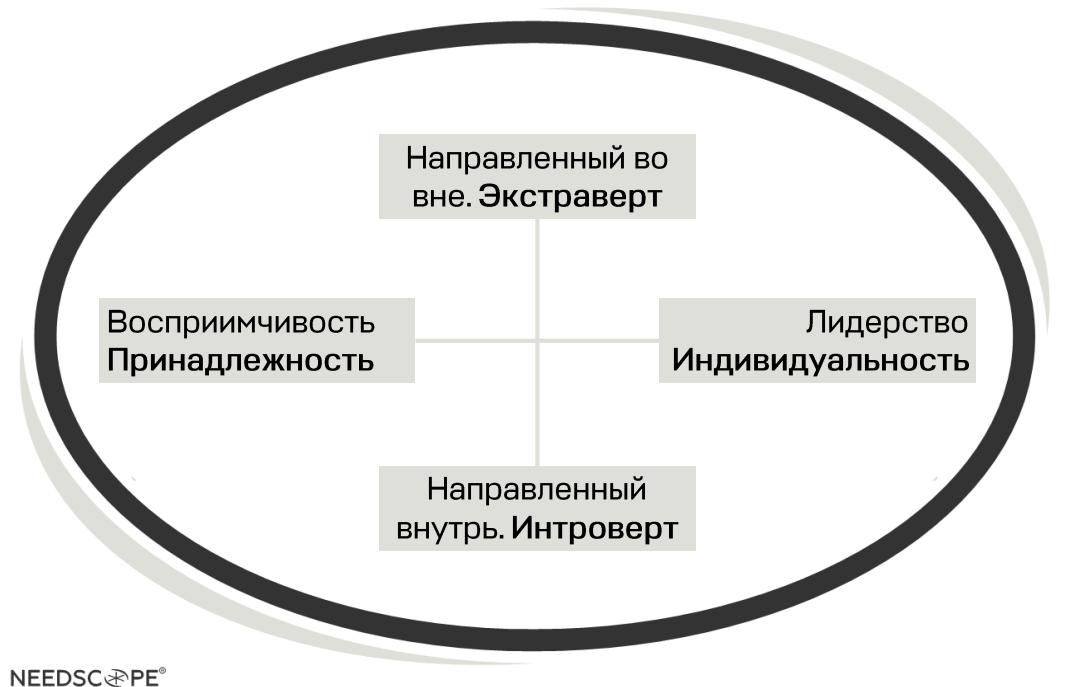 Направленный во
вне. Экстраверт
Восприимчивость
Принадлежность
Лидерство
Индивидуальность
Направленный
внутрь. Интроверт
NEEDSCOPE®